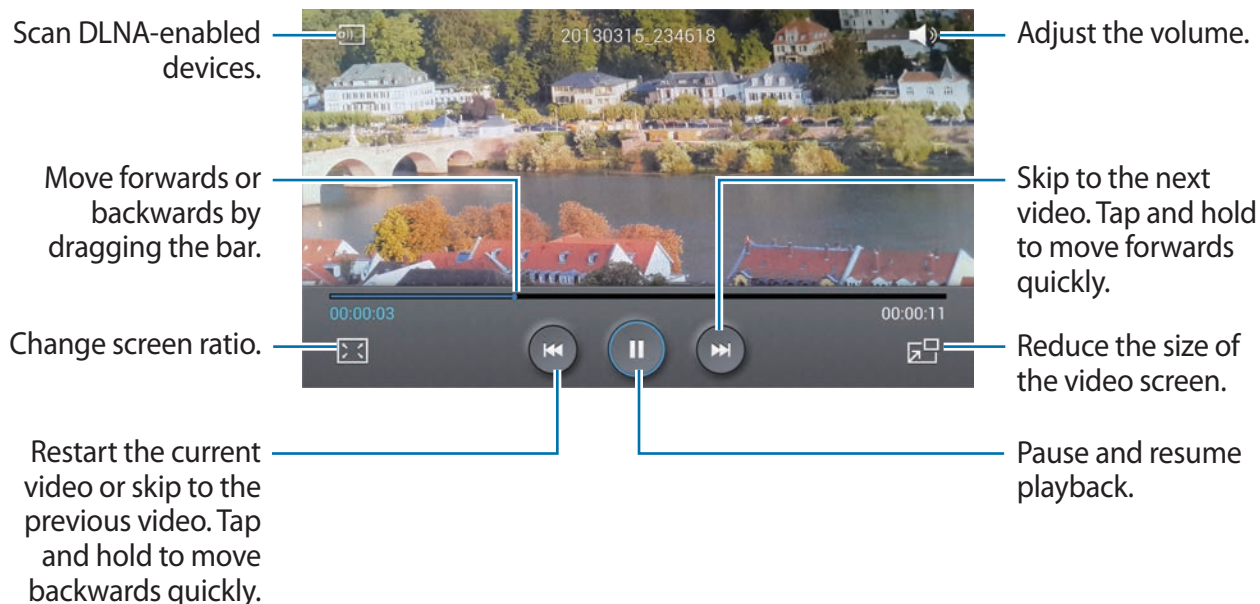 Scan DLNA-enabled
devices.
20130315_234618
Adjust the volume.
Move forwards or
backwards by
dragging the bar.
Skip to the next
video. Tap and hold
to move forwards
quickly.
00:00:03
00:00:11
Change screen ratio.
Reduce the size of
the video screen.
Restart the current
video or skip to the
previous video. Tap
and hold to move
backwards quickly.
Pause and resume
playback.